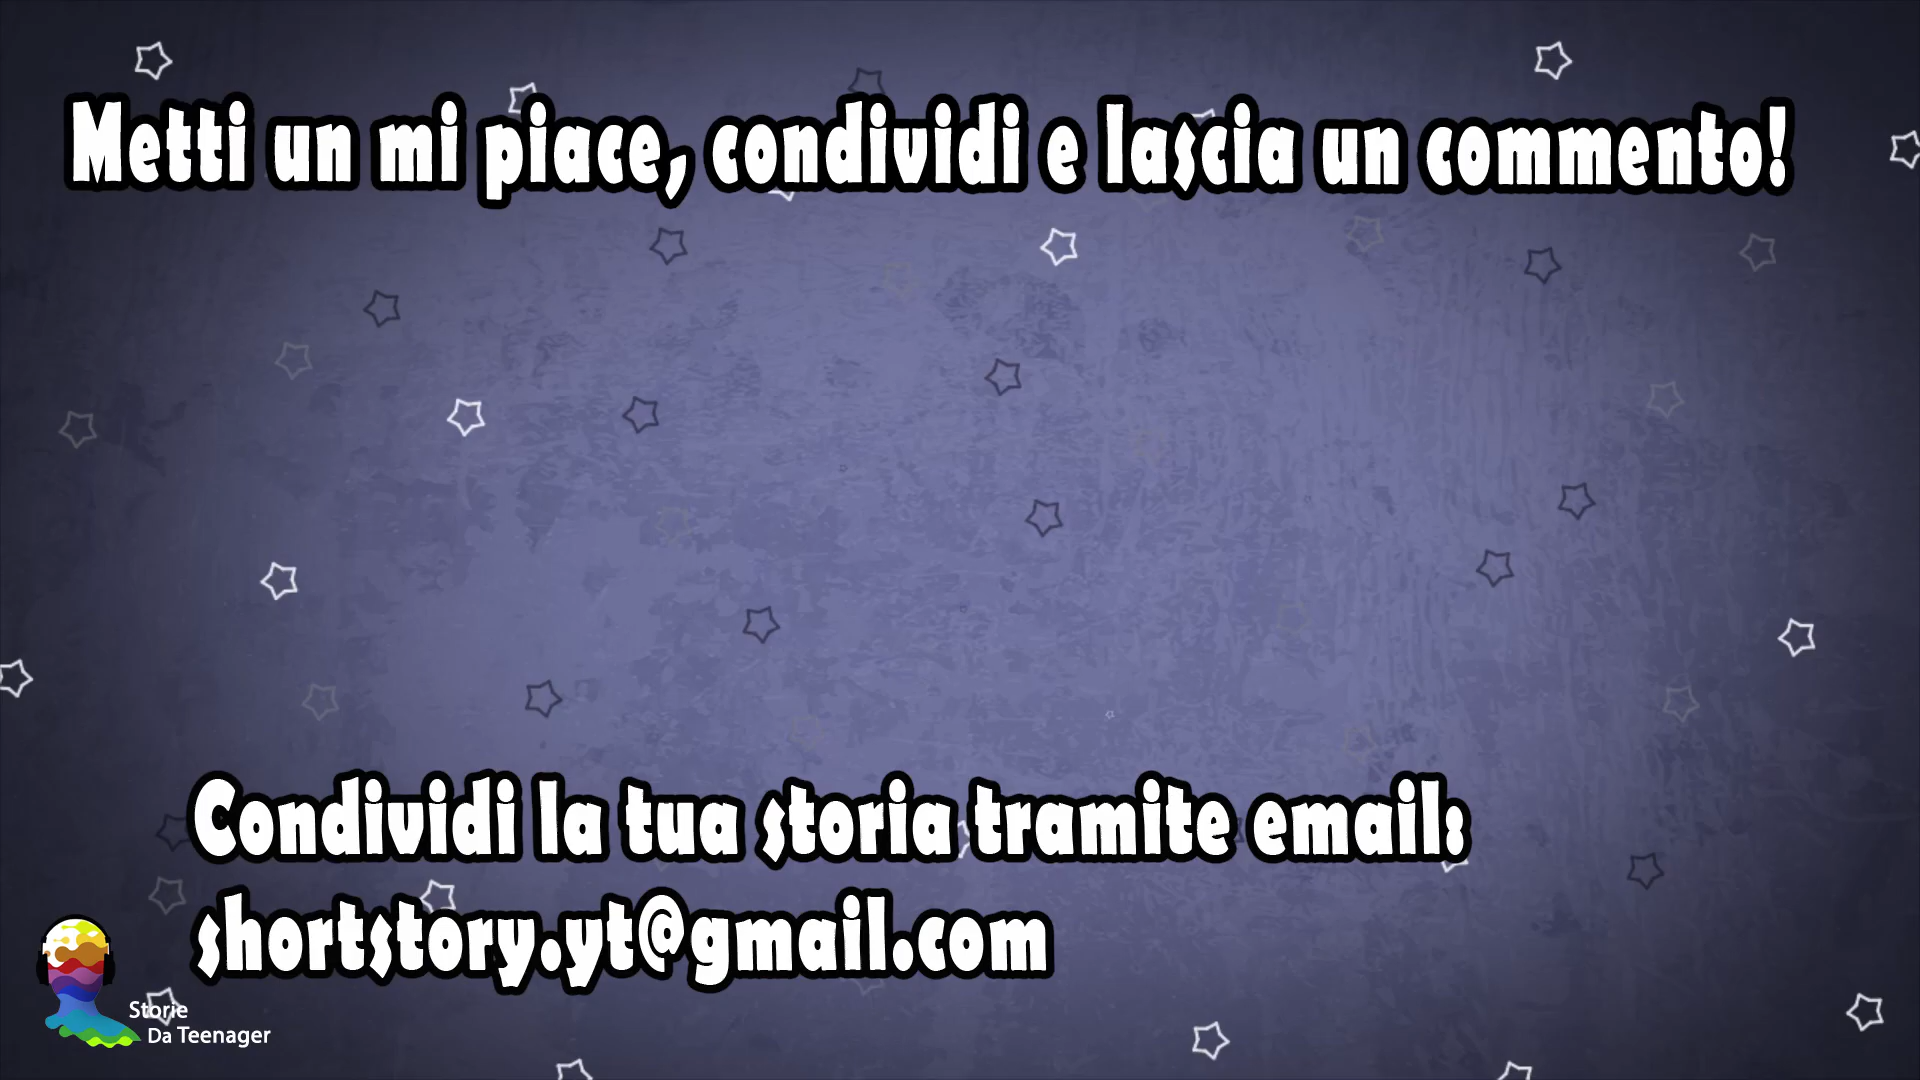 Metti un mi piace, condividi e lascia un commento!
Condividi la tua storia tramite email:
shortstory.yt@gmail.com
Storie
Da Teenager